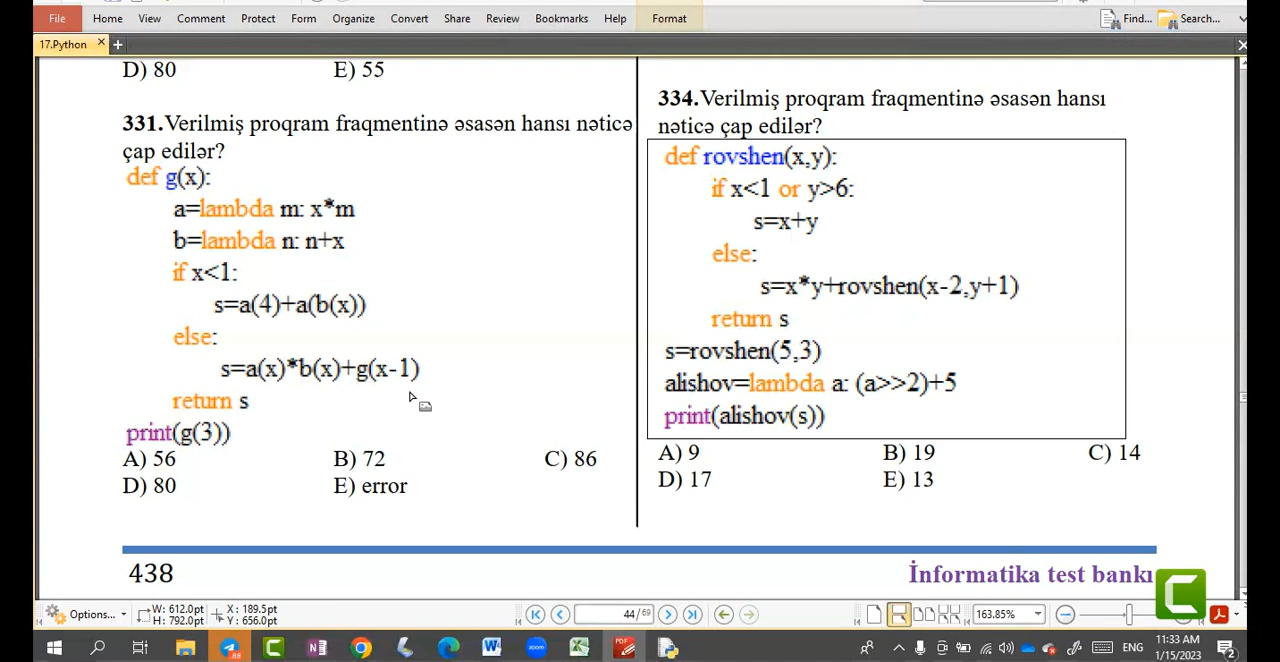 File Home View Comment Protect Form Organize Convert Share Review Bookmarks Help Format Find... Search...
17.Python
D) 80 E) 55
331.Verilmiş proqram fraqmentinə əsasən hansı nəticə
çap edilər?
def g(x):
a=lambda m: x*m
b=lambda n: n+x
if x<1:
s=a(4)+a(b(x))
else:
s=a(x)*b(x)+g(x-1)
return s
print(g(3))
A) 56 B) 72 C) 86
D) 80 E) error
334.Verilmiş proqram fraqmentinə əsasən hansı
nəticə çap edilər?
def rovshen(x,y):
if x<1 or y>6:
s=x+y
else:
s=x*y+rovshen(x-2,y+1)
return s
s=rovshen(5,3)
alishov=lambda a: (a>>2)+5
print(alishov(s))
A) 9 B) 19 C) 14
D) 17 E) 13
438 İnformatika test bankı
Options... W: 612.0pt X: 189.5pt 44/69 163.85%
H: 792.0pt Y: 656.0pt
ENG 11:33 AM
1/15/2023